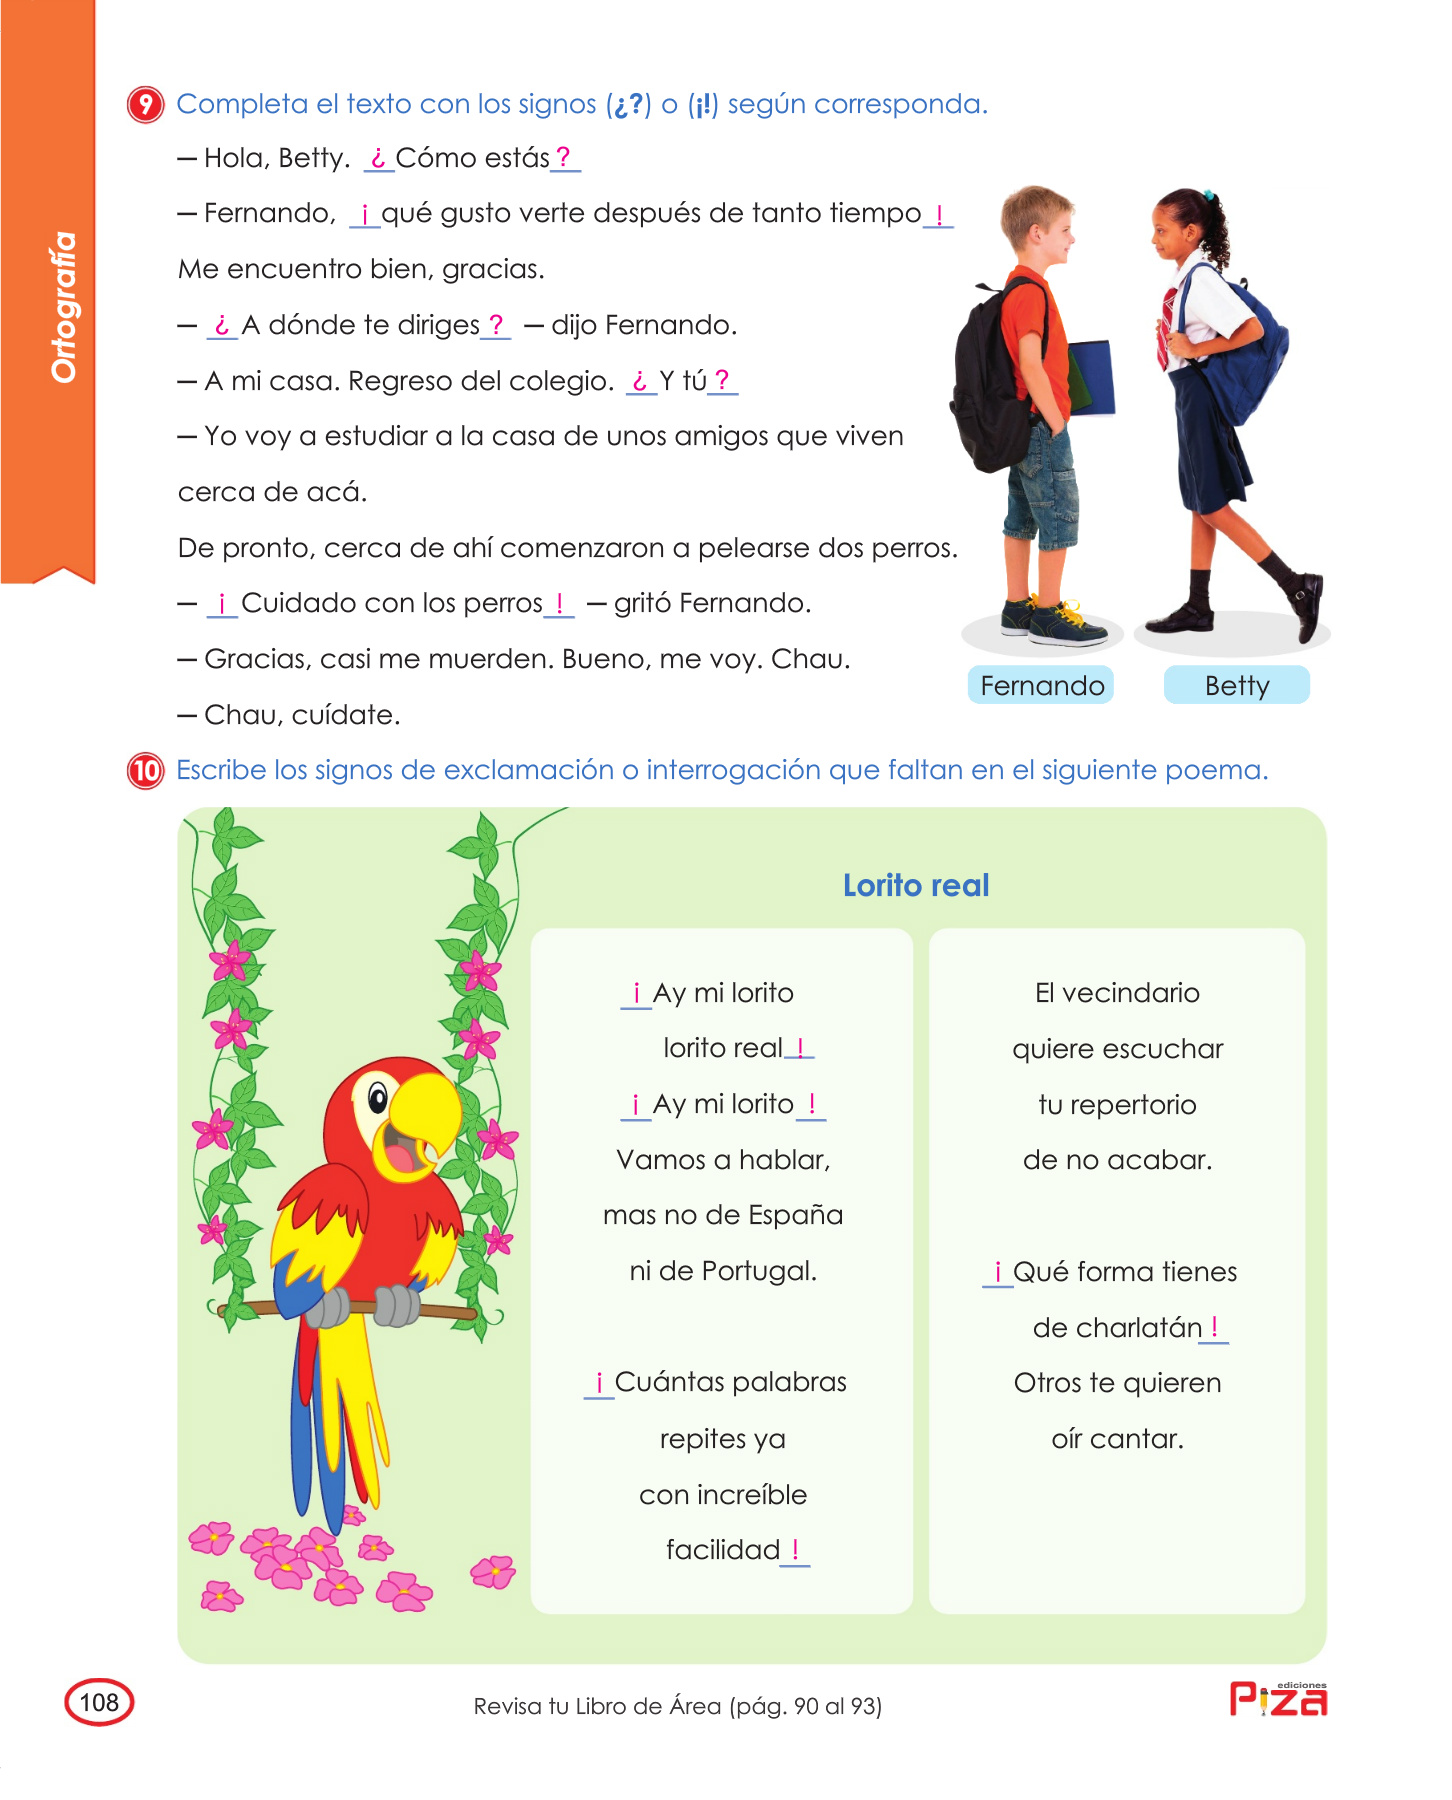 Ortografía
9 Completa el texto con los signos (¿?) o (¡!) según corresponda.
— Hola, Betty. ¿ Cómo estás ?
— Fernando, ¡ qué gusto verte después de tanto tiempo !
Me encuentro bien, gracias.
— ¿ A dónde te diriges ? — dijo Fernando.
— A mi casa. Regreso del colegio. ¿ Y tú ?
— Yo voy a estudiar a la casa de unos amigos que viven
cerca de acá.
De pronto, cerca de ahí comenzaron a pelearse dos perros.
— ¡ Cuidado con los perros ! — gritó Fernando.
— Gracias, casi me muerden. Bueno, me voy. Chau.
— Chau, cuídate.
Fernando
Betty
10 Escribe los signos de exclamación o interrogación que faltan en el siguiente poema.
Lorito real
¡ Ay mi lorito
lorito real !
¡ Ay mi lorito !
Vamos a hablar,
mas no de España
ni de Portugal.
¡ Cuántas palabras
repites ya
con increíble
facilidad !
El vecindario
quiere escuchar
tu repertorio
de no acabar.
¡ Qué forma tienes
de charlatán !
Otros te quieren
oír cantar.
108
Revisa tu Libro de Área (pág. 90 al 93)
ediciones
Piza